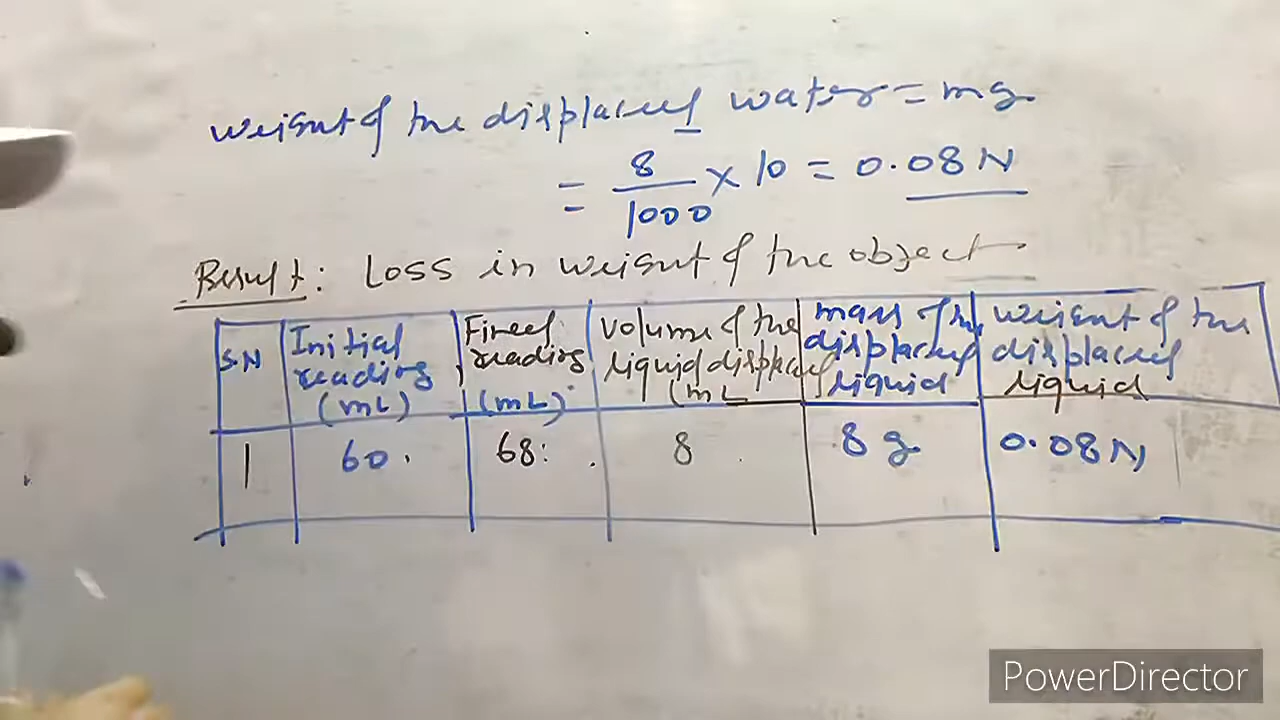 weight of the displaced water = mg
= 8/1000 × 10 = 0.08 N
Result: Loss in weight of the object
S.N
Initial reading (mL)
Final reading (mL)
volume of the liquid displaced (mL
mass of the displaced liquid
weight of the displaced liquid
1 60. 68: 8 8 g 0.08 N
PowerDirector